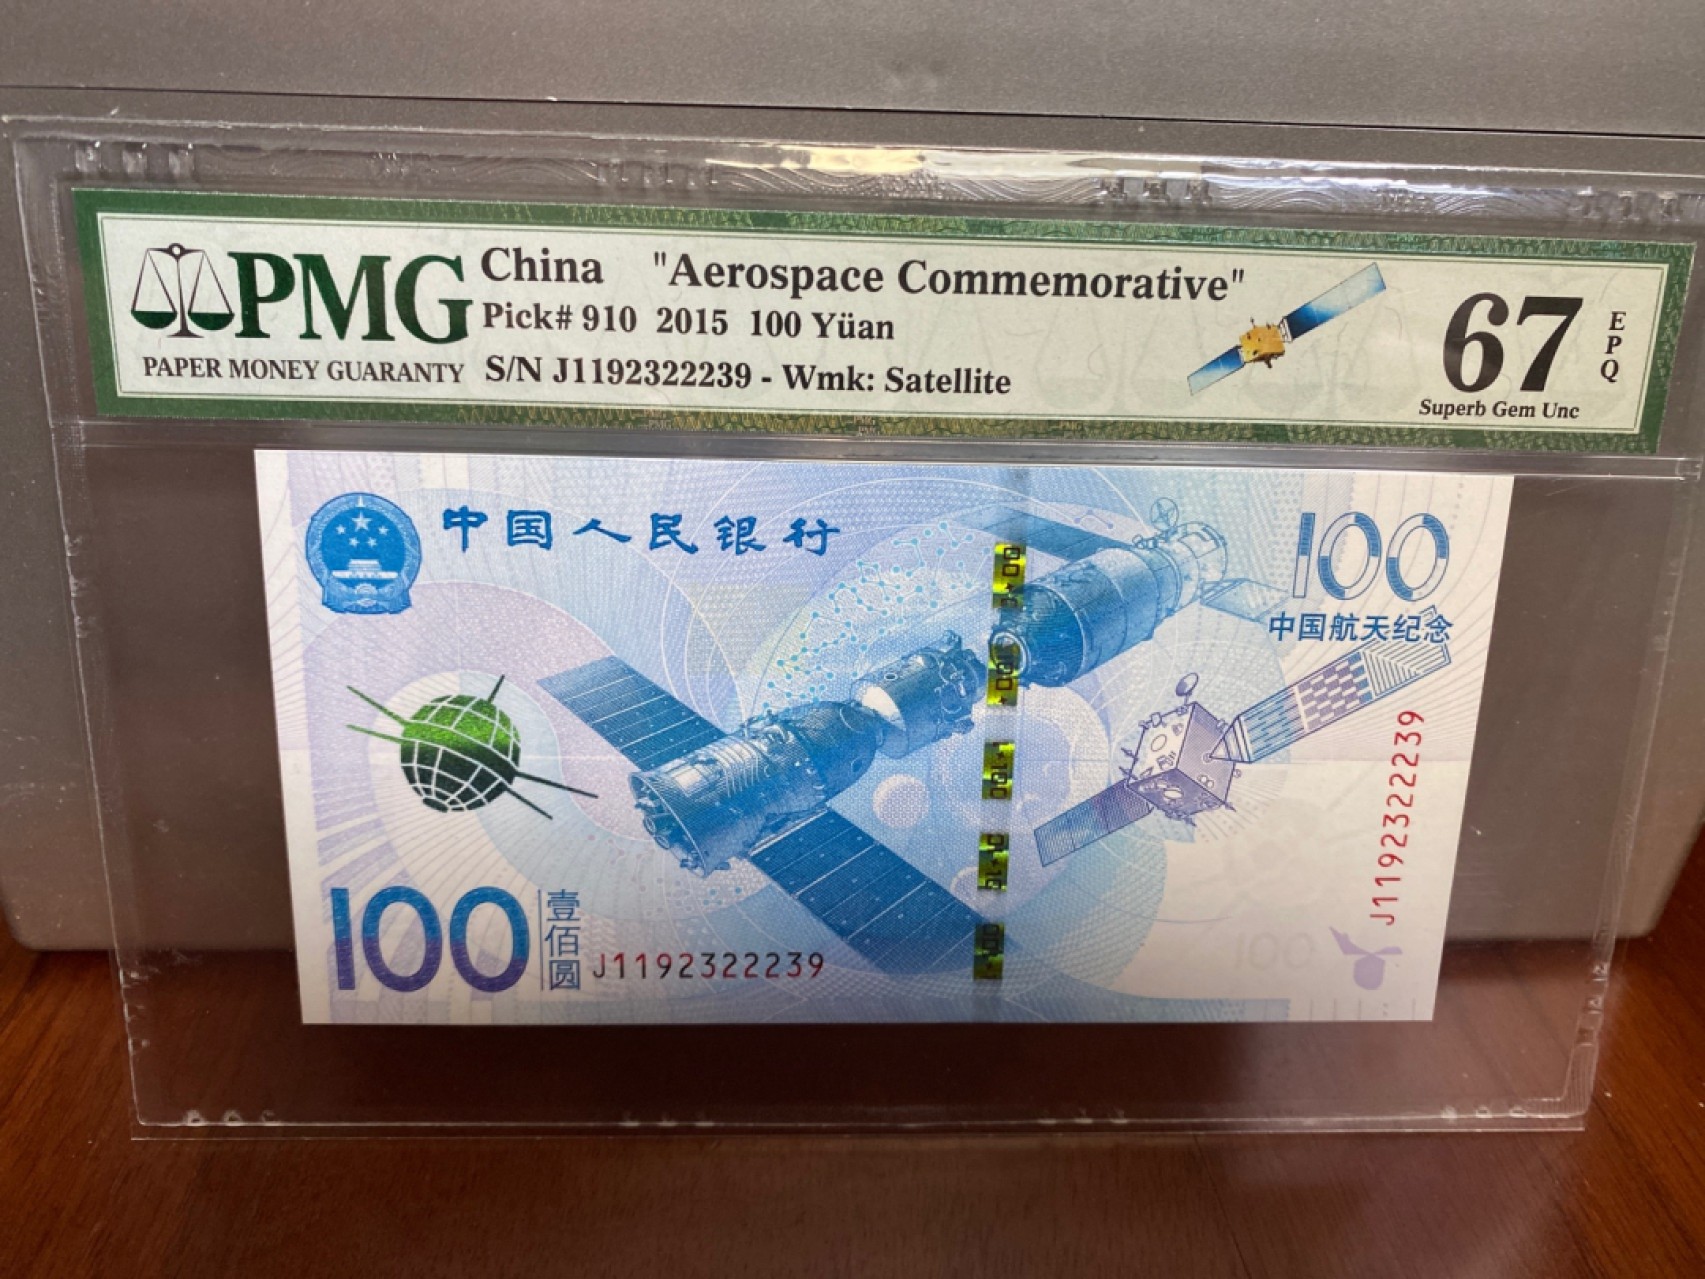 PMG
PAPER MONEY GUARANTY
China "Aerospace Commemorative"
Pick# 910 2015 100 Yüan
S/N J1192322239 - Wmk: Satellite
67
EPQ
Superb Gem Unc
中国人民银行
100
中国航天纪念
J1192322239
100
壹佰圆
J1192322239